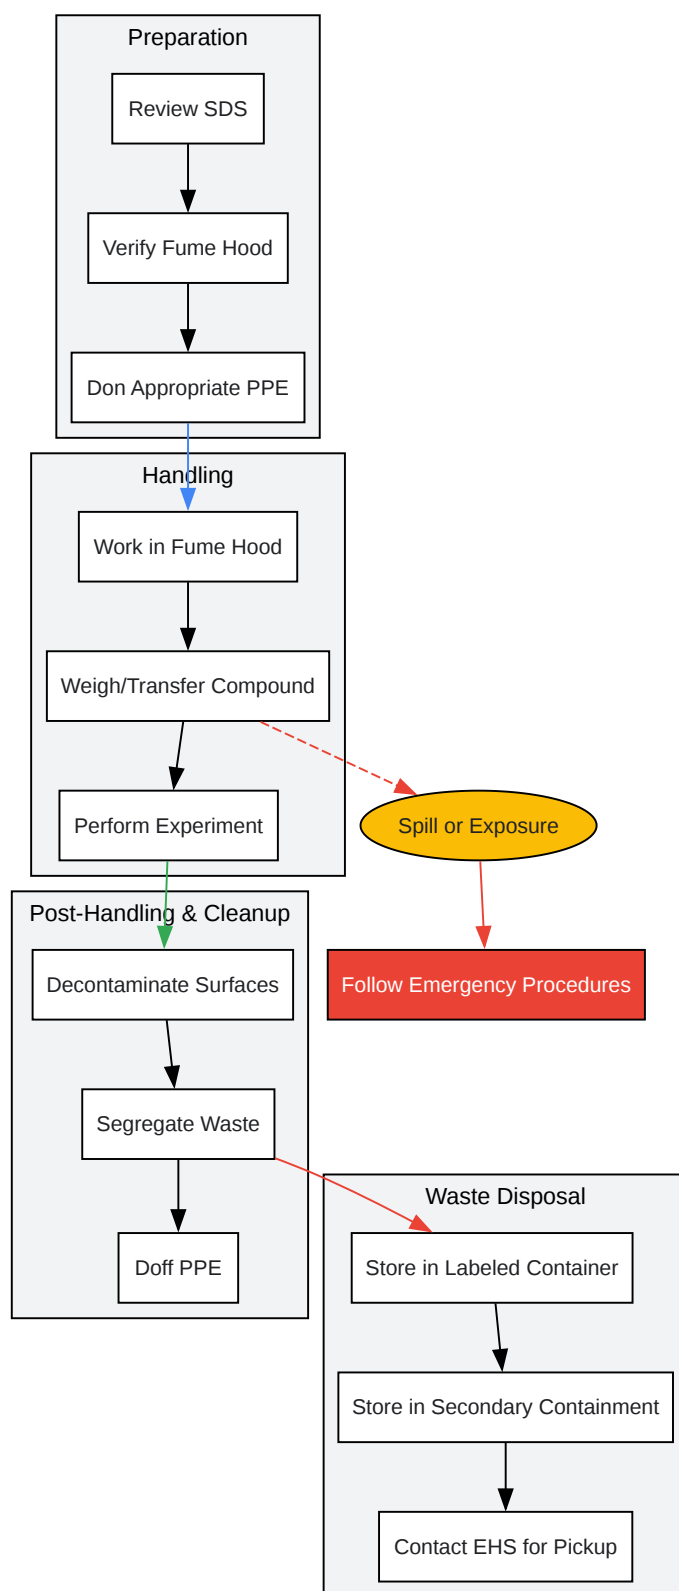 Preparation
Review SDS
Verify Fume Hood
Don Appropriate PPE
Handling
Work in Fume Hood
Weigh/Transfer Compound
Perform Experiment
Spill or Exposure
Post-Handling & Cleanup
Decontaminate Surfaces
Follow Emergency Procedures
Segregate Waste
Doff PPE
Waste Disposal
Store in Labeled Container
Store in Secondary Containment
Contact EHS for Pickup